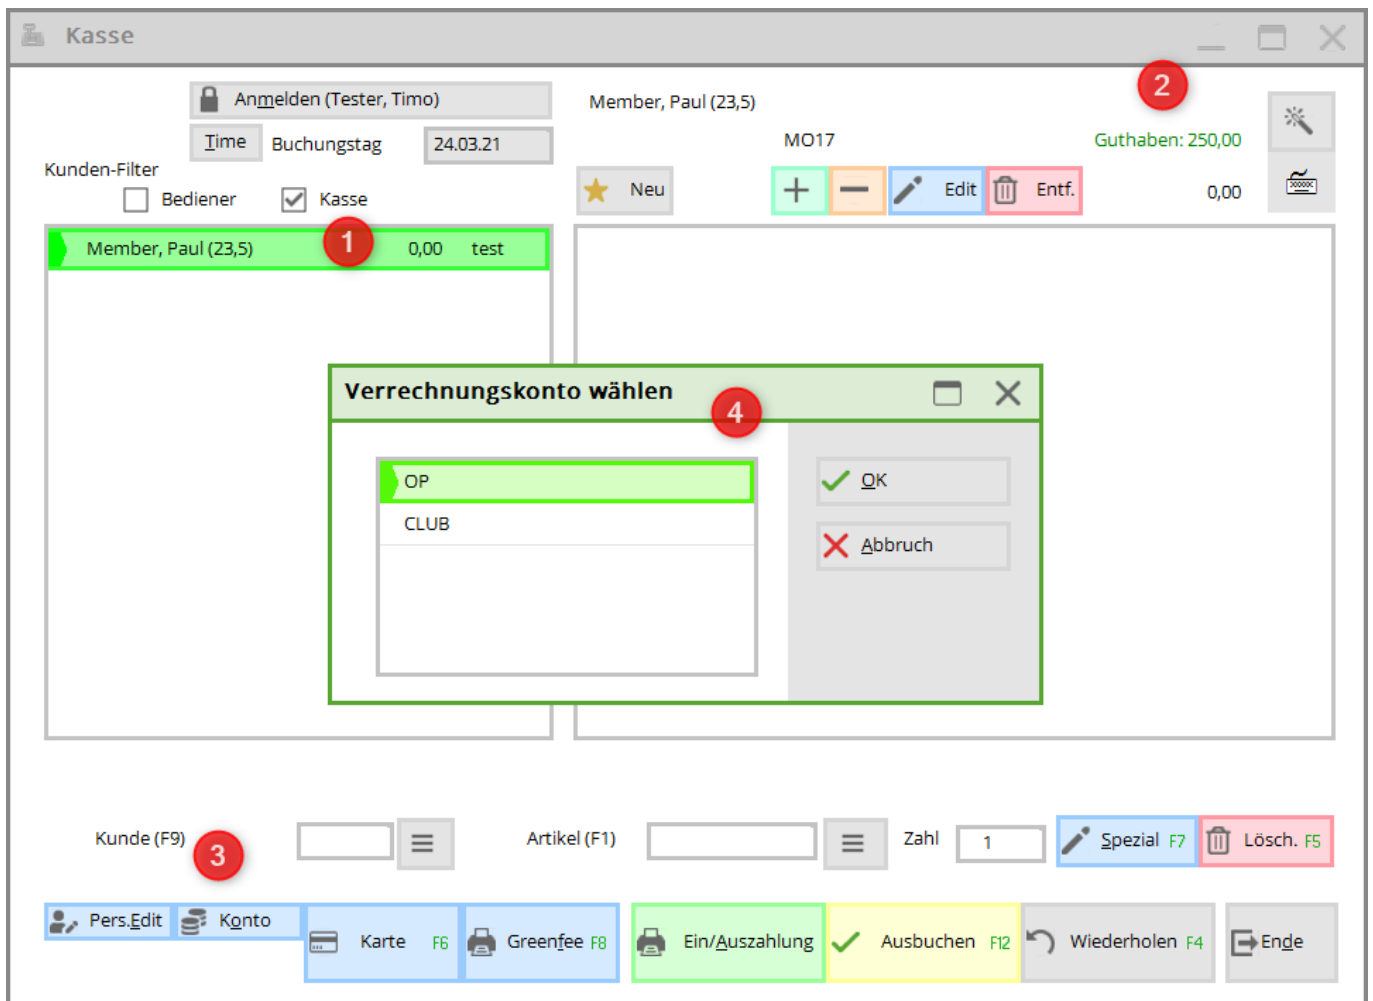 Kasse
Anmelden (Tester, Timo)
Time Buchungstag 24.03.21
Kunden-Filter
Bediener Kasse
Member, Paul (23,5) 2
MO17 Guthaben: 250,00
Neu Edit Entf. 0,00
Member, Paul (23,5) 1 0,00 test
Verrechnungskonto wählen 4
OP
CLUB
OK
Abbruch
Kunde (F9) 3 Artikel (F1) Zahl 1 Spezial F7 Lösch. F5
Pers.Edit Konto
Karte F6 Greenfee F8 Ein/Auszahlung Ausbuchen F12 Wiederholen F4 Ende